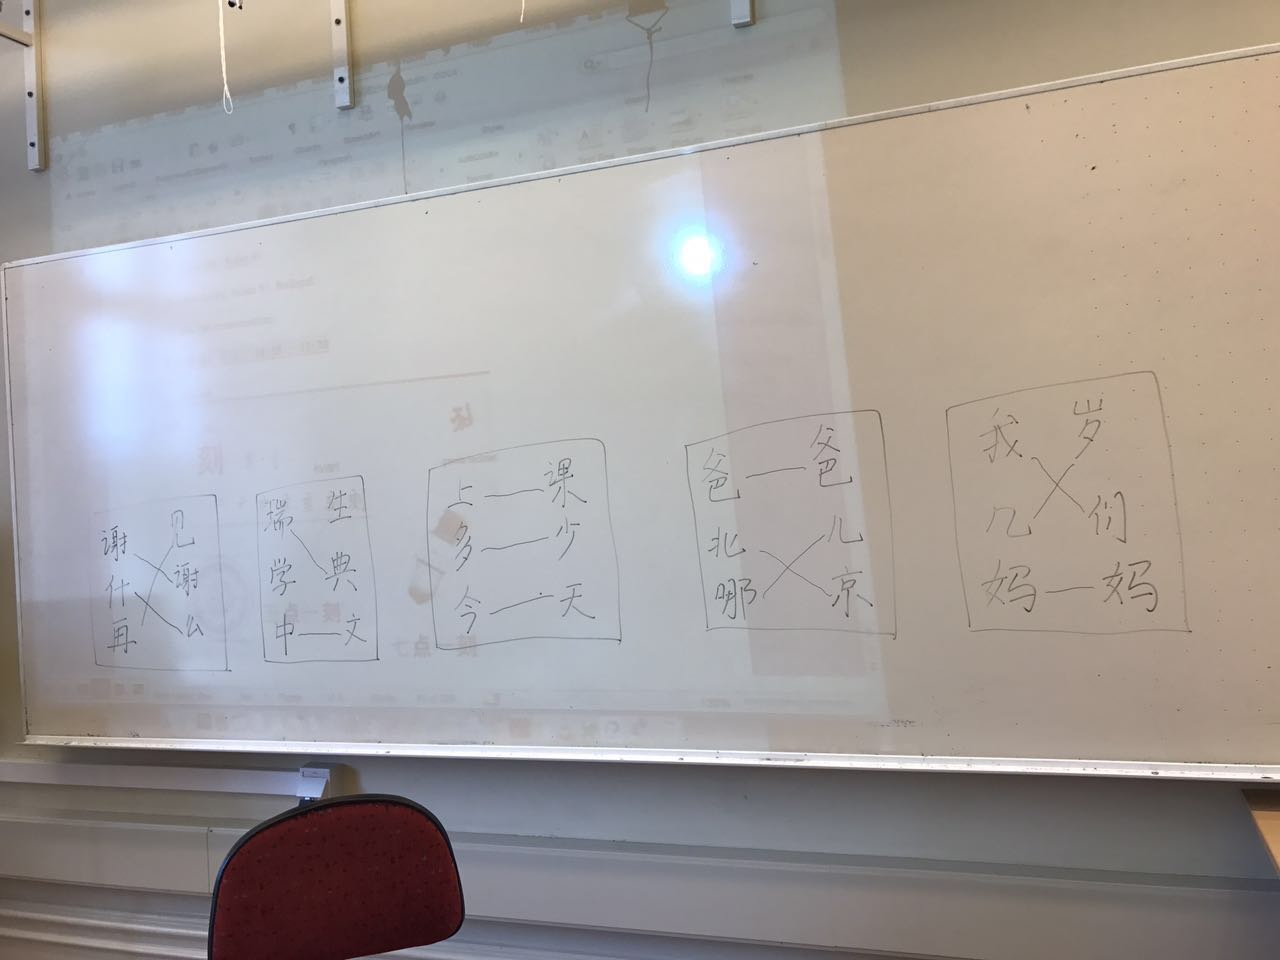 谢 见
什 谢
再 么
瑞 生
学 典
中 文
上 课
多 少
今 天
爸 爸
北 儿
哪 京
我 岁
几 们
妈 妈